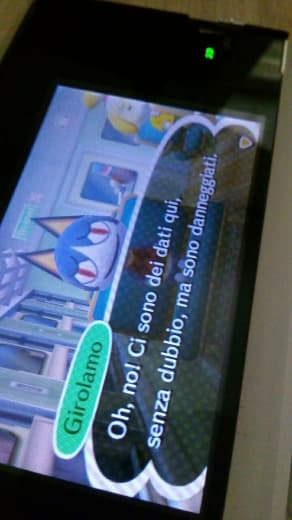 Girolamo
Oh, no! Ci sono dei dati qui,
senza dubbio, ma sono danneggiati.